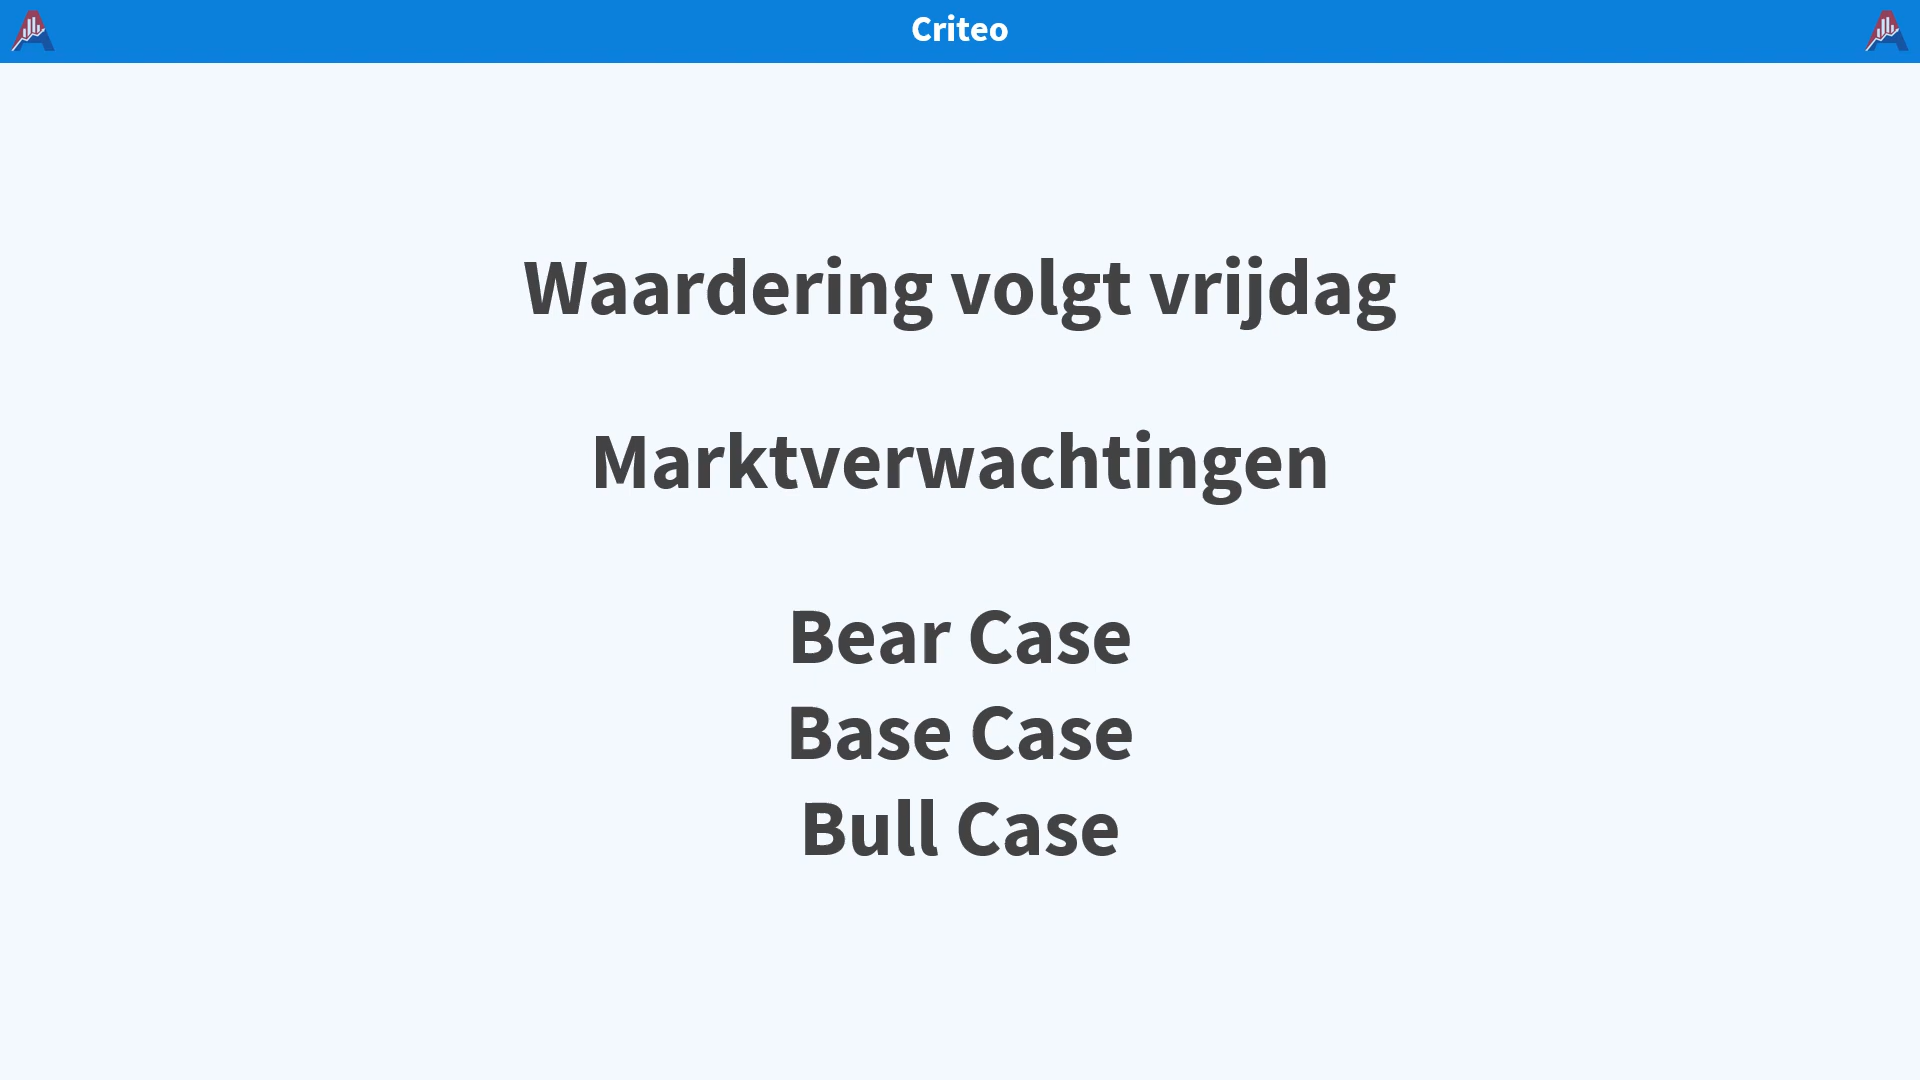 Criteo
Waardering volgt vrijdag
Marktverwachtingen
Bear Case
Base Case
Bull Case